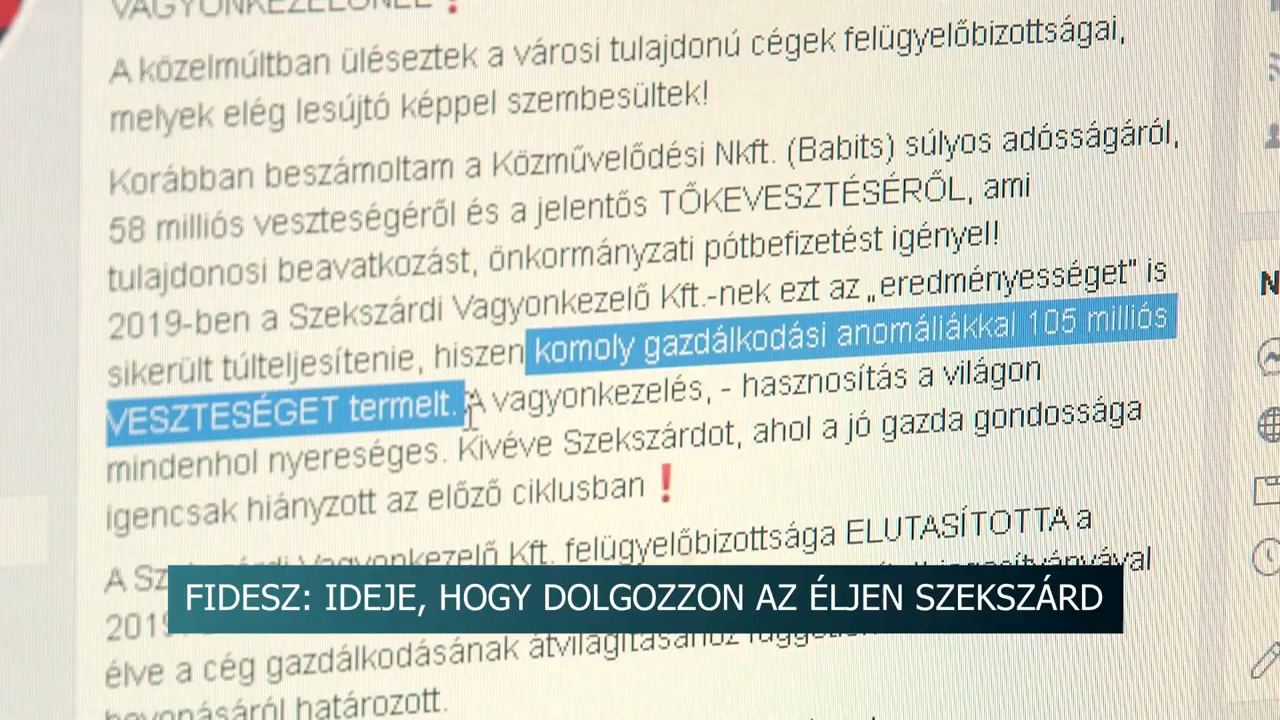 VAGYONKEZELŐNÉL❗
A közelmúltban üléseztek a városi tulajdonú cégek felügyelőbizottságai,
melyek elég lesújtó képpel szembesültek!
Korábban beszámoltam a Közművelődési Nkft. (Babits) súlyos adósságáról,
58 milliós veszteségéről és a jelentős TŐKEVESZTÉSÉRŐL, ami
tulajdonosi beavatkozást, önkormányzati pótbefizetést igényel!
2019-ben a Szekszárdi Vagyonkezelő Kft.-nek ezt az „eredményességet" is
sikerült túlteljesítenie, hiszen komoly gazdálkodási anomáliákkal 105 milliós
VESZTESÉGET termelt. A vagyonkezelés, - hasznosítás a világon
mindenhol nyereséges. Kivéve Szekszárdot, ahol a jó gazda gondossága
igencsak hiányzott az előző ciklusban❗
A Szekszárdi Vagyonkezelő Kft. felügyelőbizottsága ELUTASÍTOTTA a
FIDESZ: IDEJE, HOGY DOLGOZZON AZ ÉLJEN SZEKSZÁRD
élve a cég gazdálkodásának átvilágításához
határozott.